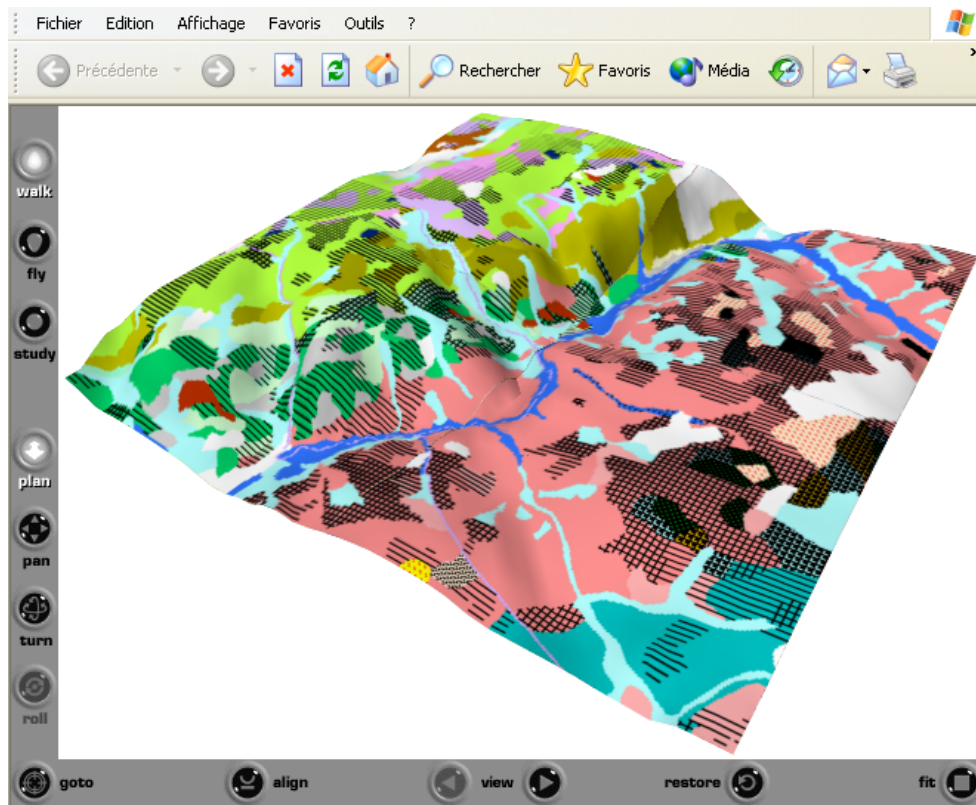 Fichier Edition Affichage Favoris Outils ?
Précédente Rechercher Favoris Média »
walk
fly
study
plan
pan
turn
roll
goto align view restore fit